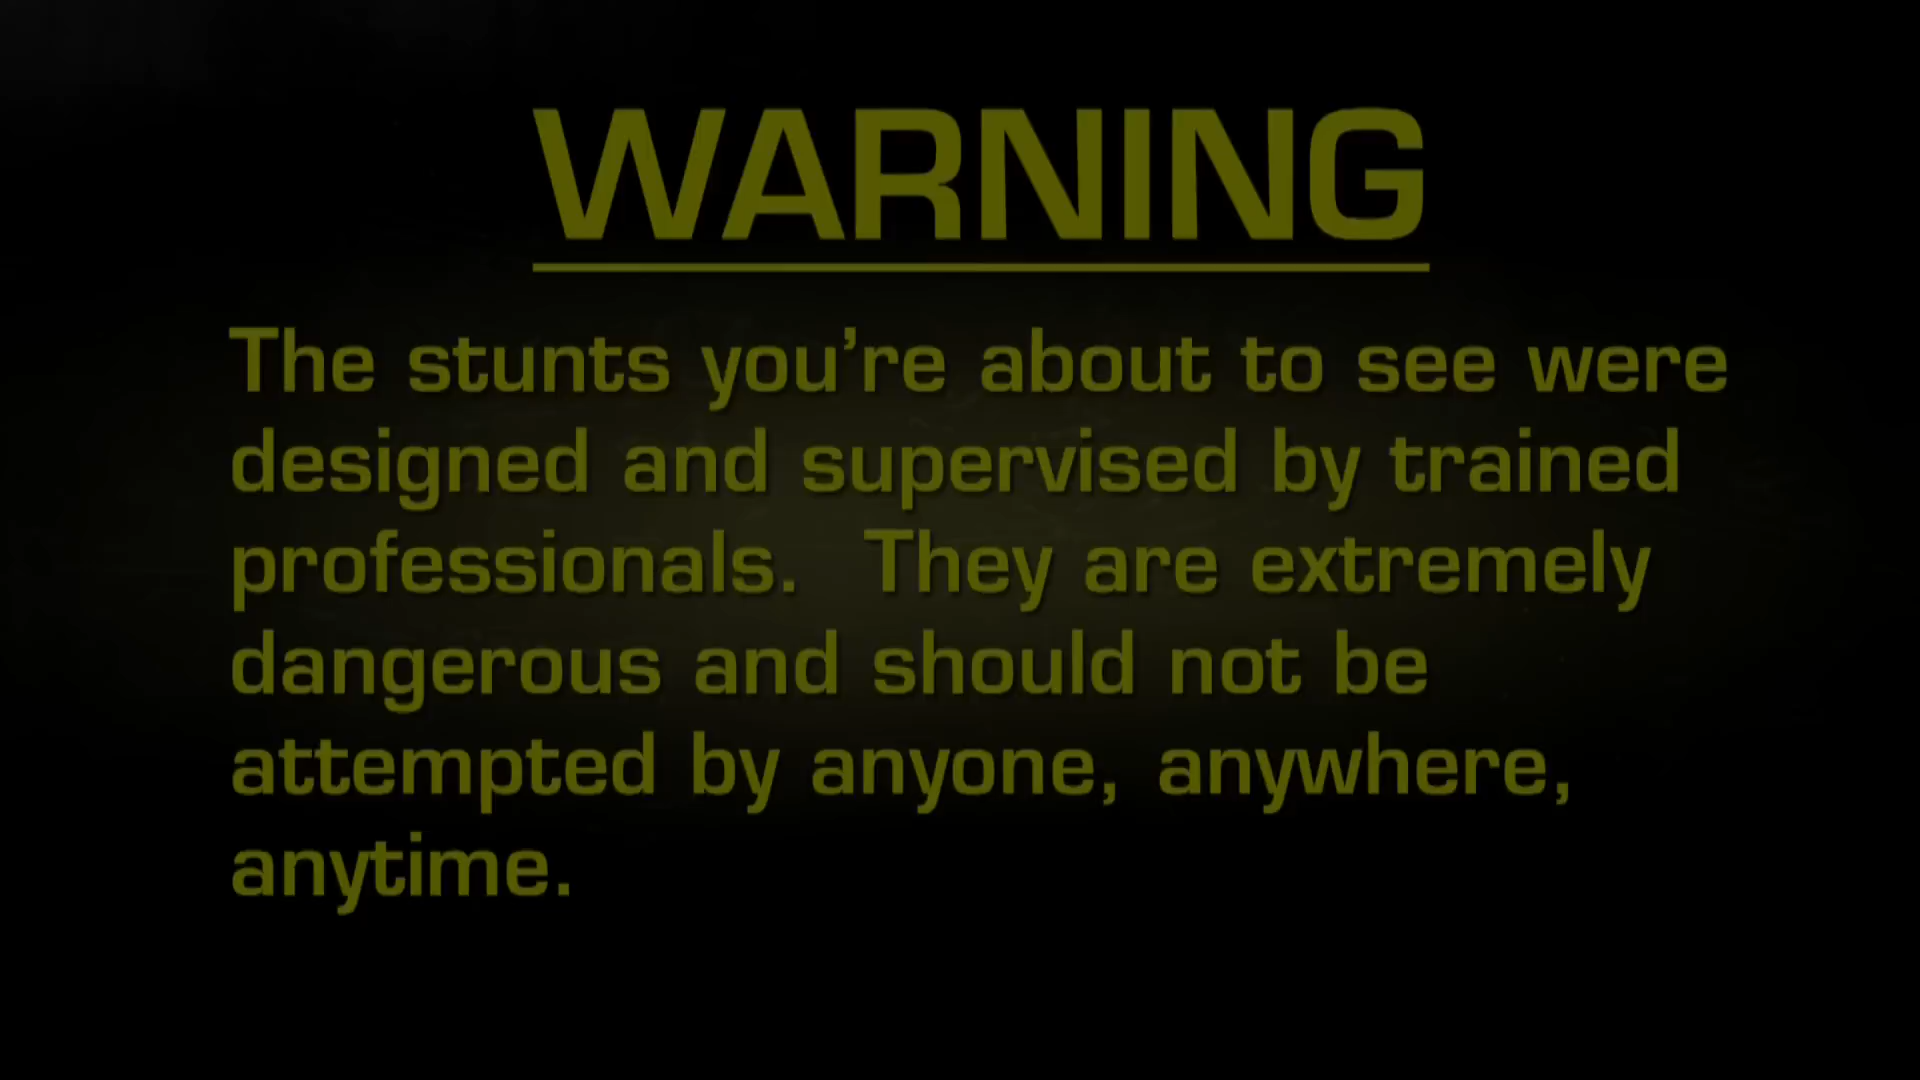 WARNING
The stunts you’re about to see were
designed and supervised by trained
professionals.  They are extremely
dangerous and should not be
attempted by anyone, anywhere,
anytime.